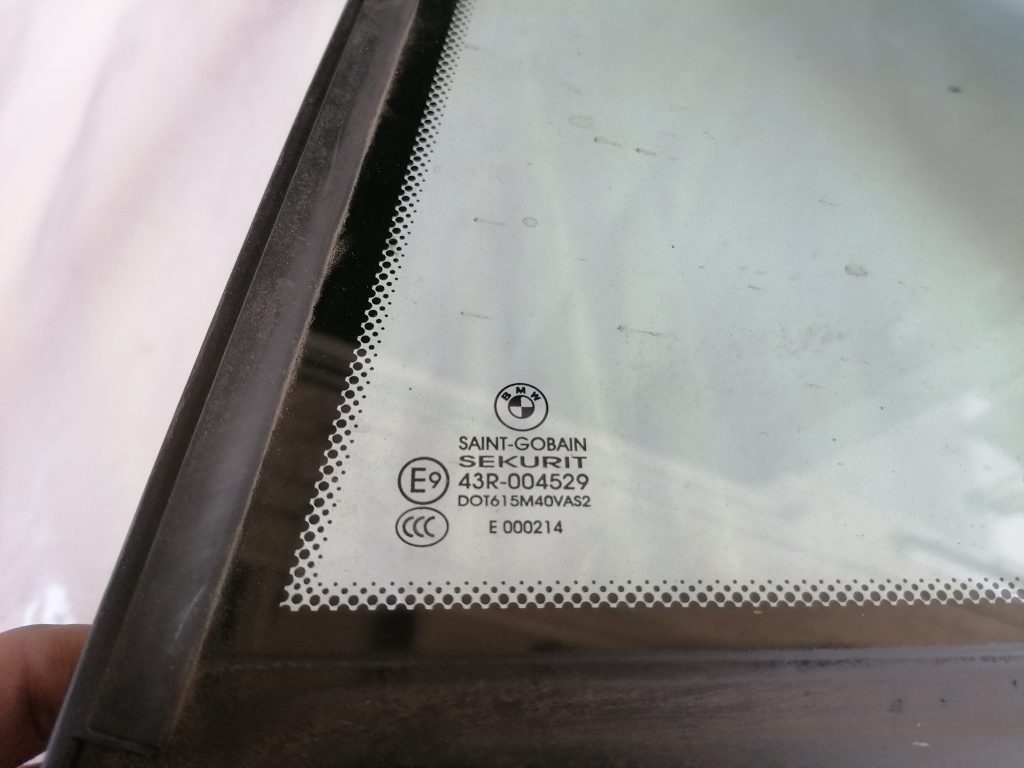 BMW
SAINT-GOBAIN
SEKURIT
E9
43R-004529
DOT615M40VAS2
CCC
E 000214